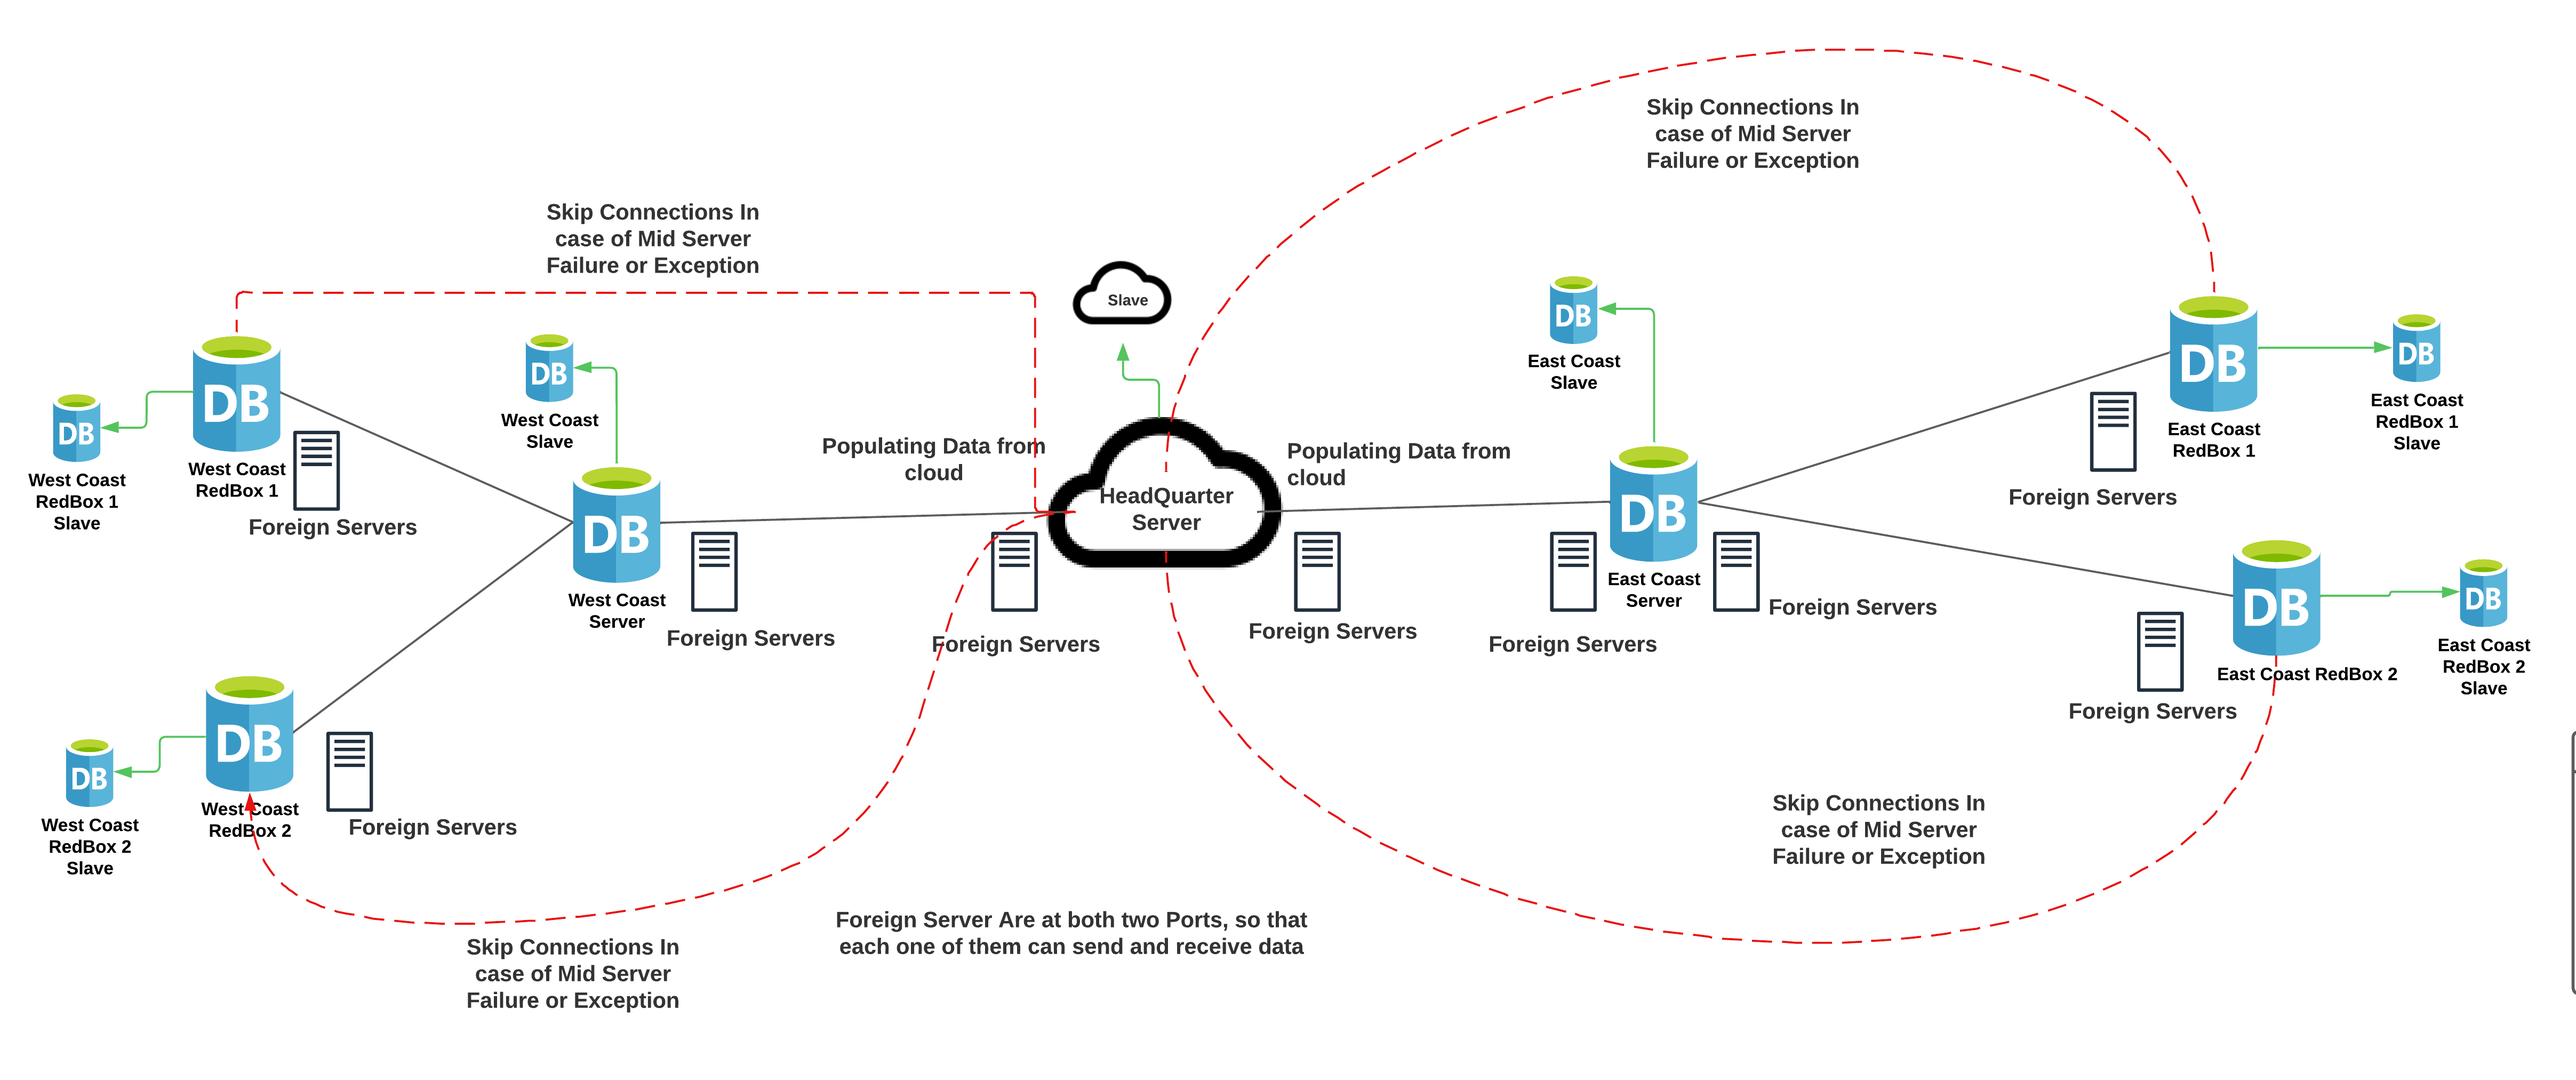 Skip Connections In
case of Mid Server
Failure or Exception
Skip Connections In
case of Mid Server
Failure or Exception
Slave
DB
East Coast
Slave
DB
East Coast
RedBox 1
DB
East Coast
RedBox 1
Slave
DB
West Coast
RedBox 1
DB
West Coast
RedBox 1
Slave
Foreign Servers
DB
West Coast
Slave
Populating Data from
cloud
HeadQuarter
Server
Populating Data from
cloud
DB
East Coast
Server
Foreign Servers
DB
West Coast
Server
Foreign Servers
Foreign Servers
Foreign Servers
Foreign Servers
Foreign Servers
DB
East Coast RedBox 2
DB
East Coast
RedBox 2
Slave
Foreign Servers
DB
West Coast
RedBox 2
DB
West Coast
RedBox 2
Slave
Foreign Servers
Skip Connections In
case of Mid Server
Failure or Exception
Foreign Server Are at both two Ports, so that
each one of them can send and receive data
Skip Connections In
case of Mid Server
Failure or Exception